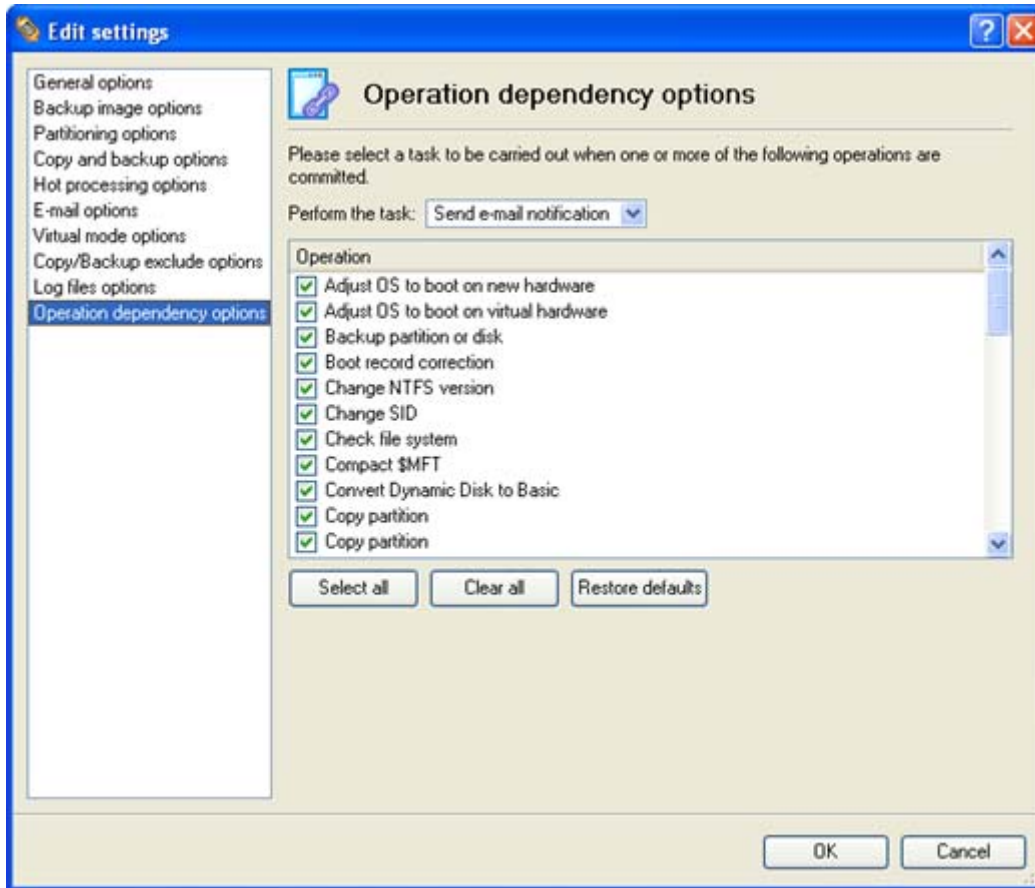 Edit settings
General options
Backup image options
Partitioning options
Copy and backup options
Hot processing options
E-mail options
Virtual mode options
Copy/Backup exclude options
Log files options
Operation dependency options
Operation dependency options
Please select a task to be carried out when one or more of the following operations are
committed.
Perform the task: Send e-mail notification
Operation
Adjust OS to boot on new hardware
Adjust OS to boot on virtual hardware
Backup partition or disk
Boot record correction
Change NTFS version
Change SID
Check file system
Compact $MFT
Convert Dynamic Disk to Basic
Copy partition
Copy partition
Select all Clear all Restore defaults
OK Cancel